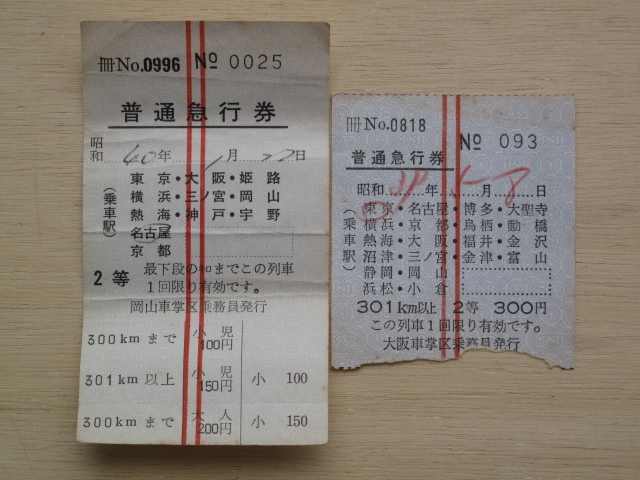 冊No.0996 No 0025
普通急行券
昭和 40年 1月 日
(乗車駅)
東京・大阪・姫路
横浜・三ノ宮・岡山
熱海・神戸・宇野
名古屋
京都
2等 最下段の和までこの列車
1回限り有効です。
岡山車掌区乗務員発行
300kmまで 小児 100円
301km以上 小児 150円 小 100
300kmまで 大人 200円 小 150
冊No.0818
No 093
普通急行券
昭和 年 月 8日
(乗車駅)
東京・名古屋・博多・大聖寺
横浜・京都・鳥栖・動橋
熱海・大阪・福井・金沢
沼津・三ノ宮・金津・富山
静岡・岡山
浜松・小倉
301km以上 2等 300円
この列車1回限り有効です。
大阪車掌区乗務員発行